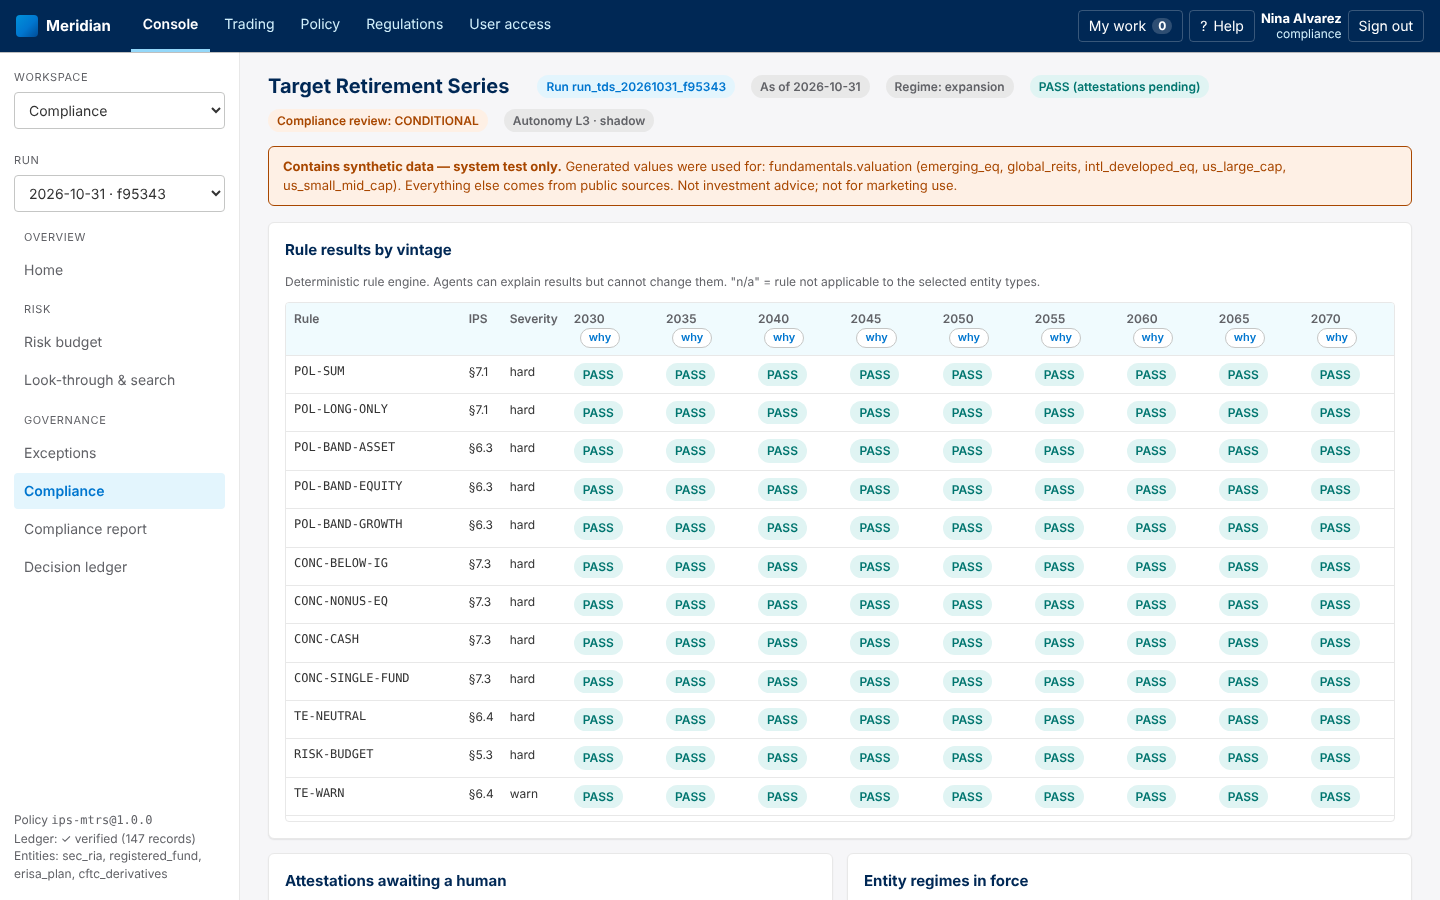 Meridian
Console Trading Policy Regulations User access
My work 0
? Help
Nina Alvarez
compliance
Sign out
WORKSPACE
Compliance
RUN
2026-10-31 · f95343
OVERVIEW
Home
RISK
Risk budget
Look-through & search
GOVERNANCE
Exceptions
Compliance
Compliance report
Decision ledger
Policy ips-mtrs@1.0.0
Ledger: ✓ verified (147 records)
Entities: sec_ria, registered_fund,
erisa_plan, cftc_derivatives
Target Retirement Series Run run_tds_20261031_f95343 As of 2026-10-31 Regime: expansion PASS (attestations pending)
Compliance review: CONDITIONAL Autonomy L3 · shadow
Contains synthetic data — system test only. Generated values were used for: fundamentals.valuation (emerging_eq, global_reits, intl_developed_eq, us_large_cap,
us_small_mid_cap). Everything else comes from public sources. Not investment advice; not for marketing use.
Rule results by vintage
Deterministic rule engine. Agents can explain results but cannot change them. "n/a" = rule not applicable to the selected entity types.
Rule IPS Severity 2030 2035 2040 2045 2050 2055 2060 2065 2070
why why why why why why why why why
POL-SUM §7.1 hard PASS PASS PASS PASS PASS PASS PASS PASS PASS
POL-LONG-ONLY §7.1 hard PASS PASS PASS PASS PASS PASS PASS PASS PASS
POL-BAND-ASSET §6.3 hard PASS PASS PASS PASS PASS PASS PASS PASS PASS
POL-BAND-EQUITY §6.3 hard PASS PASS PASS PASS PASS PASS PASS PASS PASS
POL-BAND-GROWTH §6.3 hard PASS PASS PASS PASS PASS PASS PASS PASS PASS
CONC-BELOW-IG §7.3 hard PASS PASS PASS PASS PASS PASS PASS PASS PASS
CONC-NONUS-EQ §7.3 hard PASS PASS PASS PASS PASS PASS PASS PASS PASS
CONC-CASH §7.3 hard PASS PASS PASS PASS PASS PASS PASS PASS PASS
CONC-SINGLE-FUND §7.3 hard PASS PASS PASS PASS PASS PASS PASS PASS PASS
TE-NEUTRAL §6.4 hard PASS PASS PASS PASS PASS PASS PASS PASS PASS
RISK-BUDGET §5.3 hard PASS PASS PASS PASS PASS PASS PASS PASS PASS
TE-WARN §6.4 warn PASS PASS PASS PASS PASS PASS PASS PASS PASS
Attestations awaiting a human
Entity regimes in force